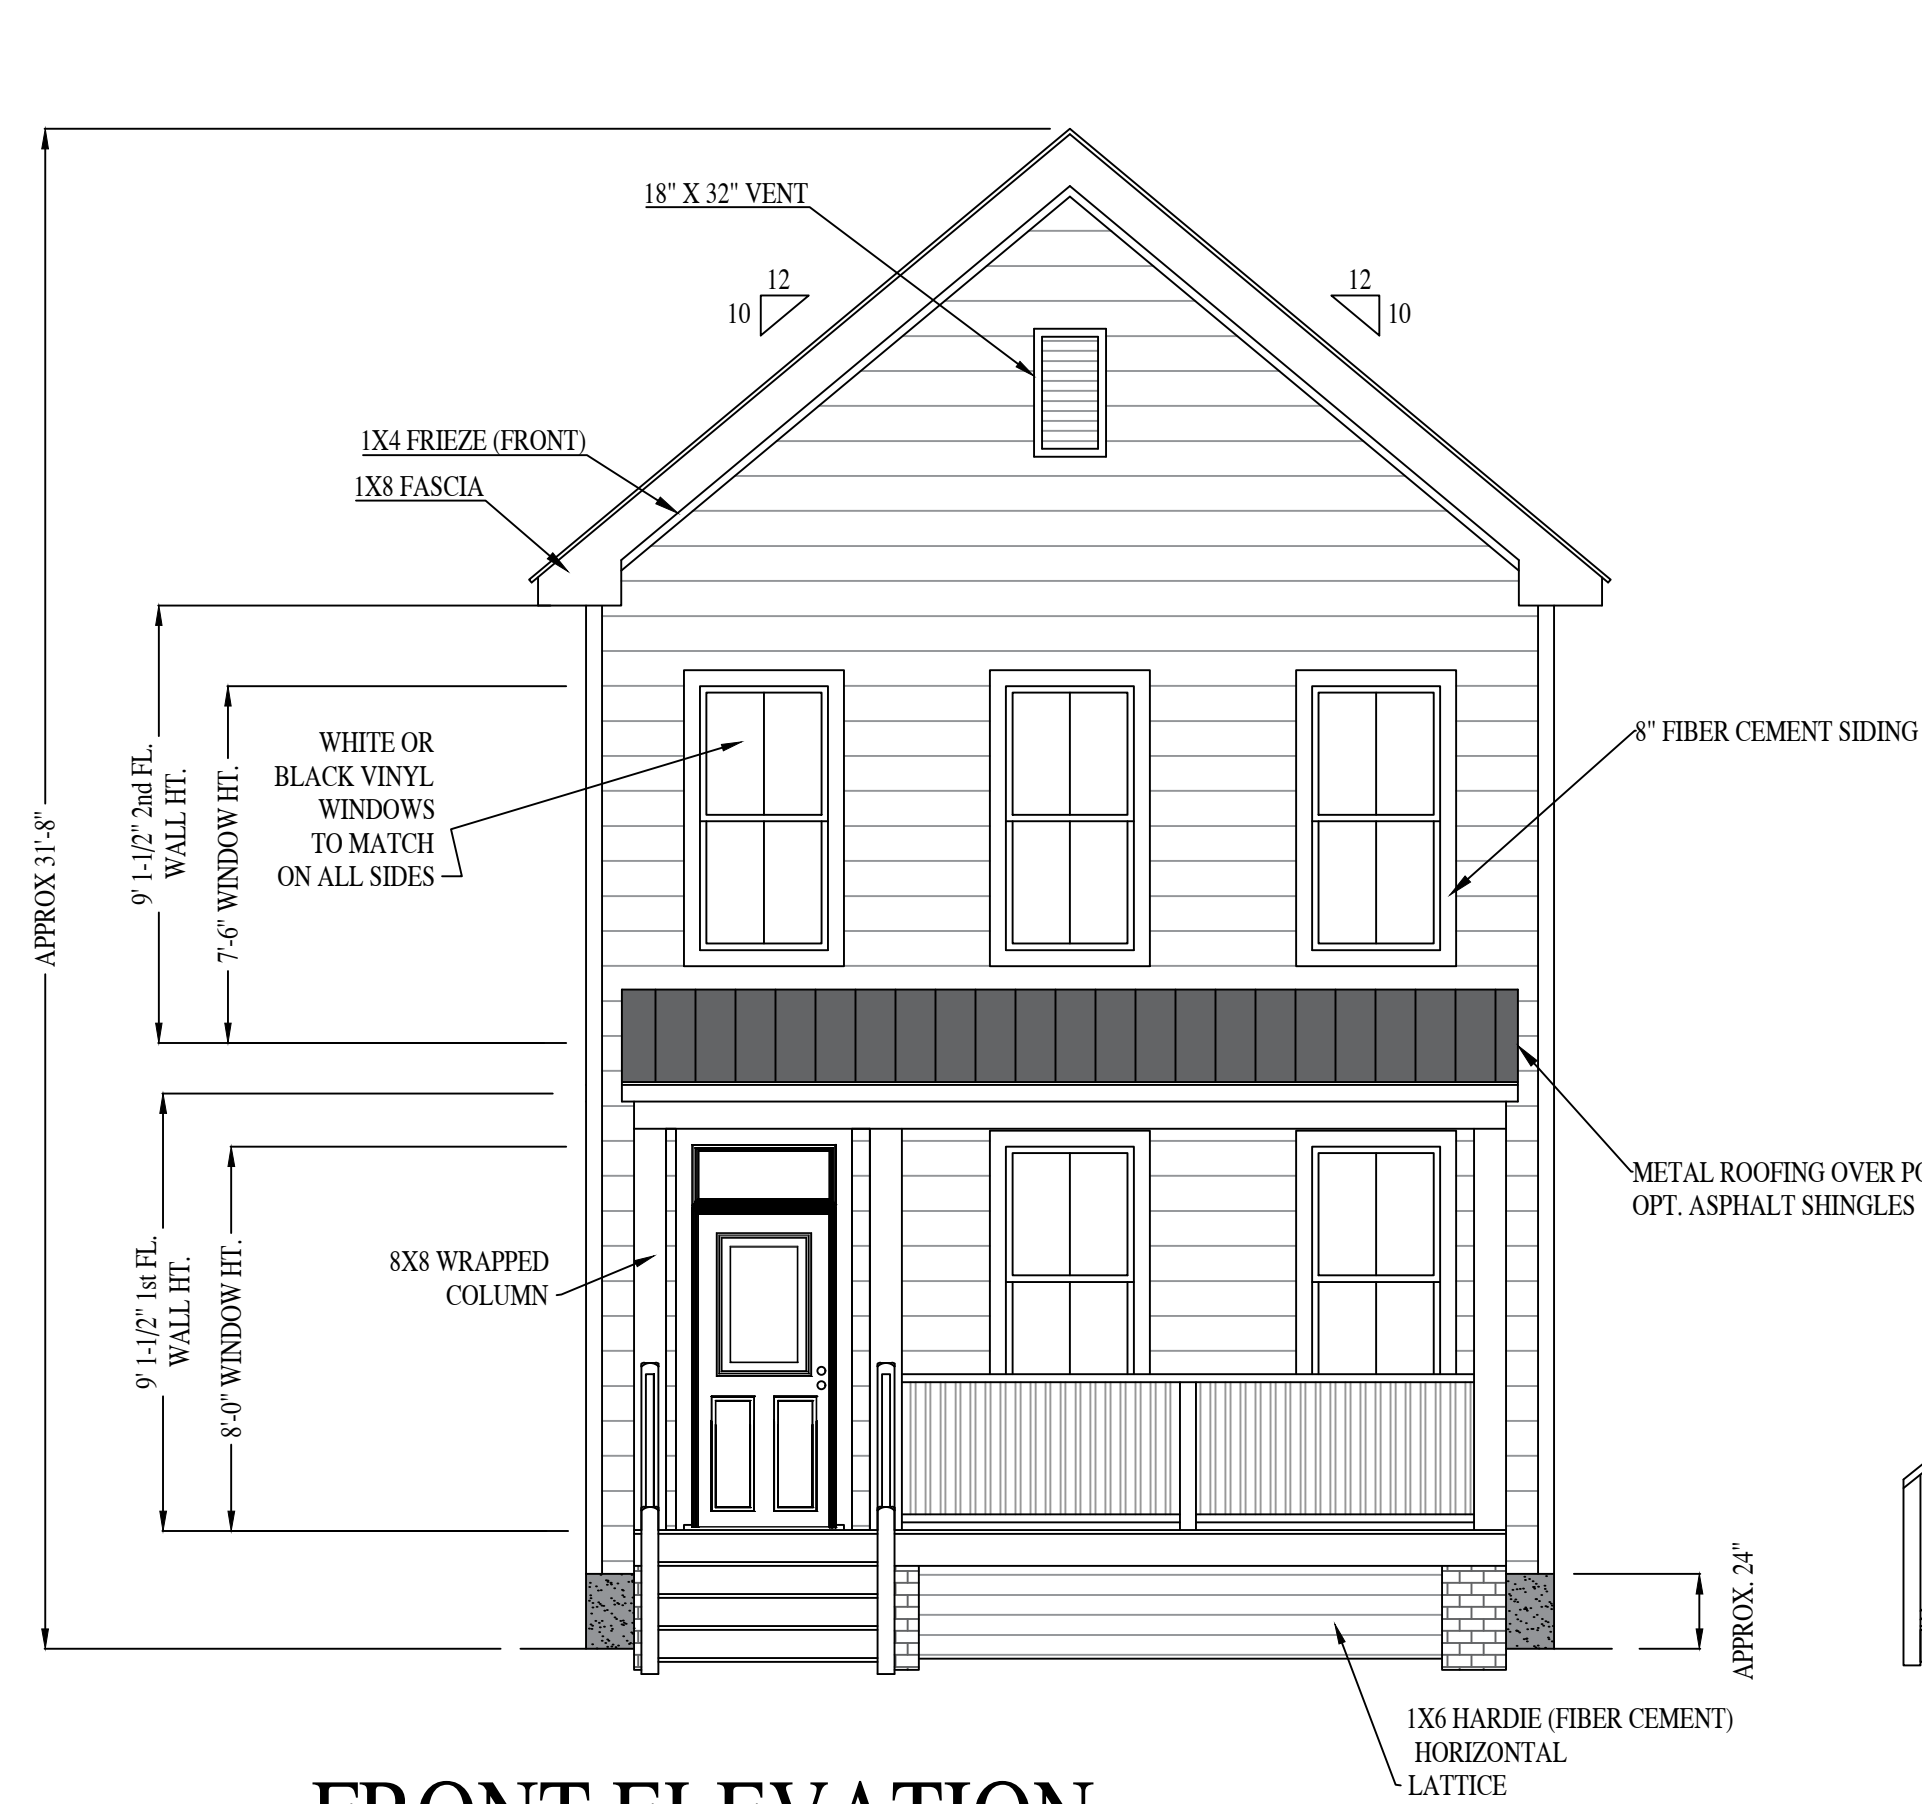 18" X 32" VENT
12
10
12
10
1X4 FRIEZE (FRONT)
1X8 FASCIA
APPROX 31'-8"
9' 1-1/2" 2nd FL.
WALL HT.
7'-6" WINDOW HT.
WHITE OR
BLACK VINYL
WINDOWS
TO MATCH
ON ALL SIDES
8" FIBER CEMENT SIDING
METAL ROOFING OVER
OPT. ASPHALT SHINGLES
9' 1-1/2" 1st FL.
WALL HT.
8'-0" WINDOW HT.
8X8 WRAPPED
COLUMN
APPROX. 24"
1X6 HARDIE (FIBER CEMENT)
HORIZONTAL
LATTICE
FRONT ELEVATION